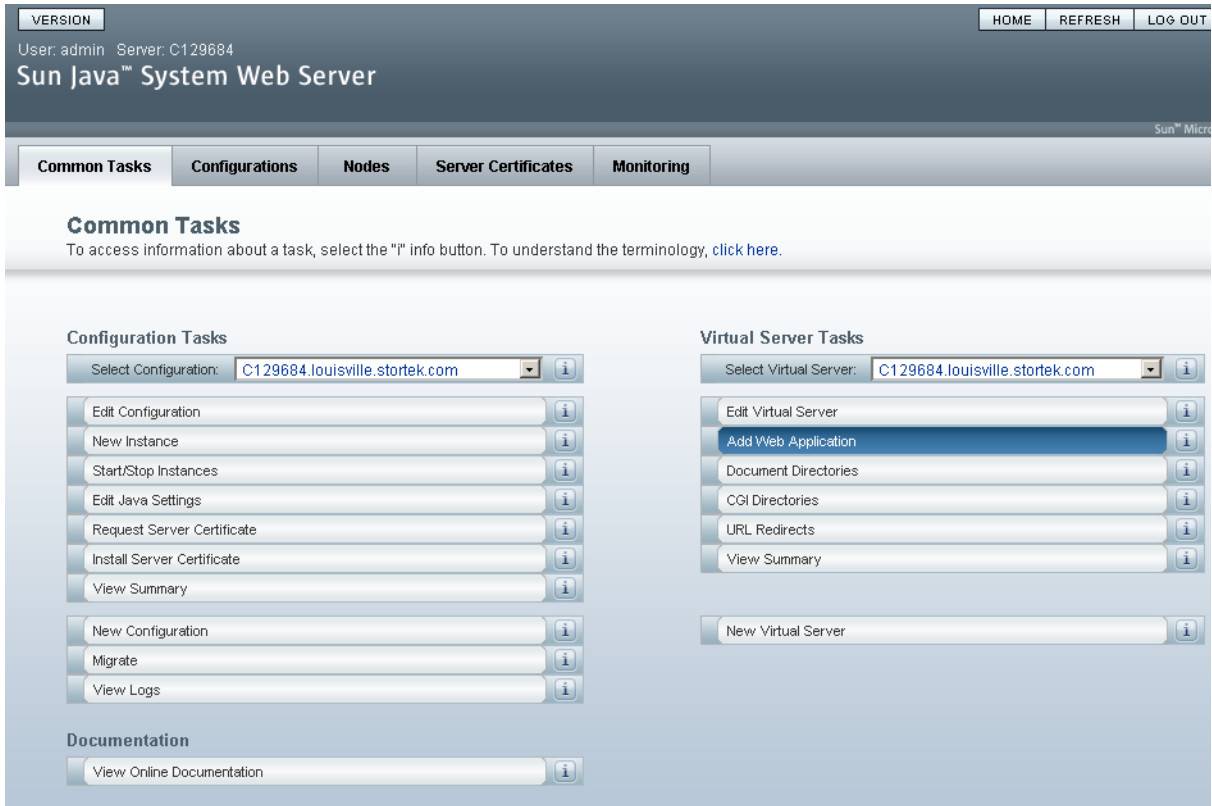 VERSION
HOME REFRESH LOG OUT
User: admin Server: C129684
Sun Java™ System Web Server
Sun™ Micro
Common Tasks Configurations Nodes Server Certificates Monitoring
Common Tasks
To access information about a task, select the "i" info button. To understand the terminology, click here.
Configuration Tasks
Select Configuration: C129684.louisville.stortek.com i
Edit Configuration i
New Instance i
Start/Stop Instances i
Edit Java Settings i
Request Server Certificate i
Install Server Certificate i
View Summary i
New Configuration i
Migrate i
View Logs i
Documentation
View Online Documentation i
Virtual Server Tasks
Select Virtual Server: C129684.louisville.stortek.com i
Edit Virtual Server i
Add Web Application i
Document Directories i
CGI Directories i
URL Redirects i
View Summary i
New Virtual Server i